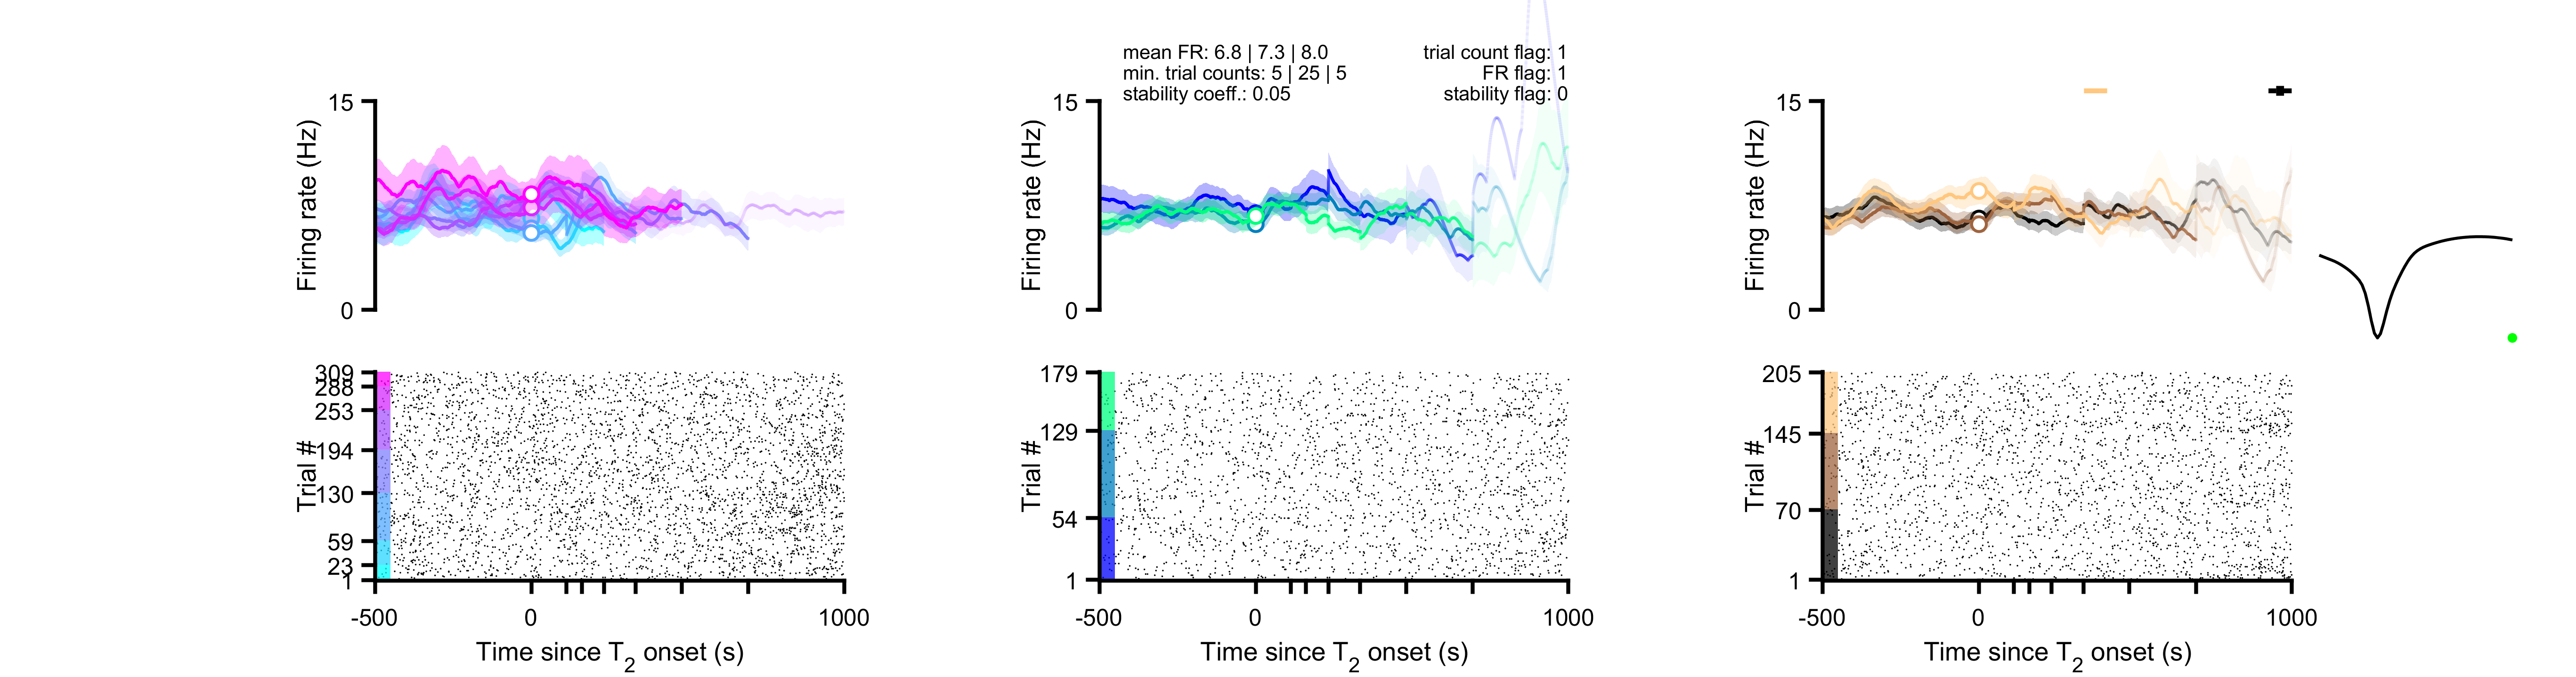 mean FR: 6.8 | 7.3 | 8.0
min. trial counts: 5 | 25 | 5
stability coeff.: 0.05
trial count flag: 1
FR flag: 1
stability flag: 0
15
Firing rate (Hz)
0
15
Firing rate (Hz)
0
15
Firing rate (Hz)
0
309
288
253
194
130
59
23
1
Trial #
-500
0
1000
Time since T2 onset (s)
179
129
54
1
Trial #
-500
0
1000
Time since T2 onset (s)
205
145
70
1
Trial #
-500
0
1000
Time since T2 onset (s)